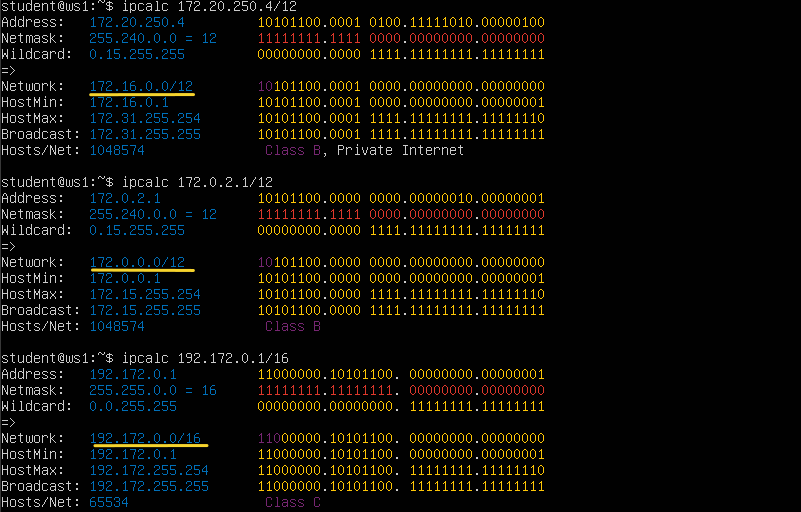 student@ws1:~$ ipcalc 172.20.250.4/12
Address:   172.20.250.4         10101100.0001 0100.11111010.00000100
Netmask:   255.240.0.0 = 12     11111111.1111 0000.00000000.00000000
Wildcard:  0.15.255.255         00000000.0000 1111.11111111.11111111
=>
Network:   172.16.0.0/12        10101100.0001 0000.00000000.00000000
HostMin:   172.16.0.1           10101100.0001 0000.00000000.00000001
HostMax:   172.31.255.254       10101100.0001 1111.11111111.11111110
Broadcast: 172.31.255.255       10101100.0001 1111.11111111.11111111
Hosts/Net: 1048574               Class B, Private Internet

student@ws1:~$ ipcalc 172.0.2.1/12
Address:   172.0.2.1            10101100.0000 0000.00000010.00000001
Netmask:   255.240.0.0 = 12     11111111.1111 0000.00000000.00000000
Wildcard:  0.15.255.255         00000000.0000 1111.11111111.11111111
=>
Network:   172.0.0.0/12         10101100.0000 0000.00000000.00000000
HostMin:   172.0.0.1            10101100.0000 0000.00000000.00000001
HostMax:   172.15.255.254       10101100.0000 1111.11111111.11111110
Broadcast: 172.15.255.255       10101100.0000 1111.11111111.11111111
Hosts/Net: 1048574               Class B

student@ws1:~$ ipcalc 192.172.0.1/16
Address:   192.172.0.1          11000000.10101100. 00000000.00000001
Netmask:   255.255.0.0 = 16     11111111.11111111. 00000000.00000000
Wildcard:  0.0.255.255          00000000.00000000. 11111111.11111111
=>
Network:   192.172.0.0/16       11000000.10101100. 00000000.00000000
HostMin:   192.172.0.1          11000000.10101100. 00000000.00000001
HostMax:   192.172.255.254      11000000.10101100. 11111111.11111110
Broadcast: 192.172.255.255      11000000.10101100. 11111111.11111111
Hosts/Net: 65534                 Class C